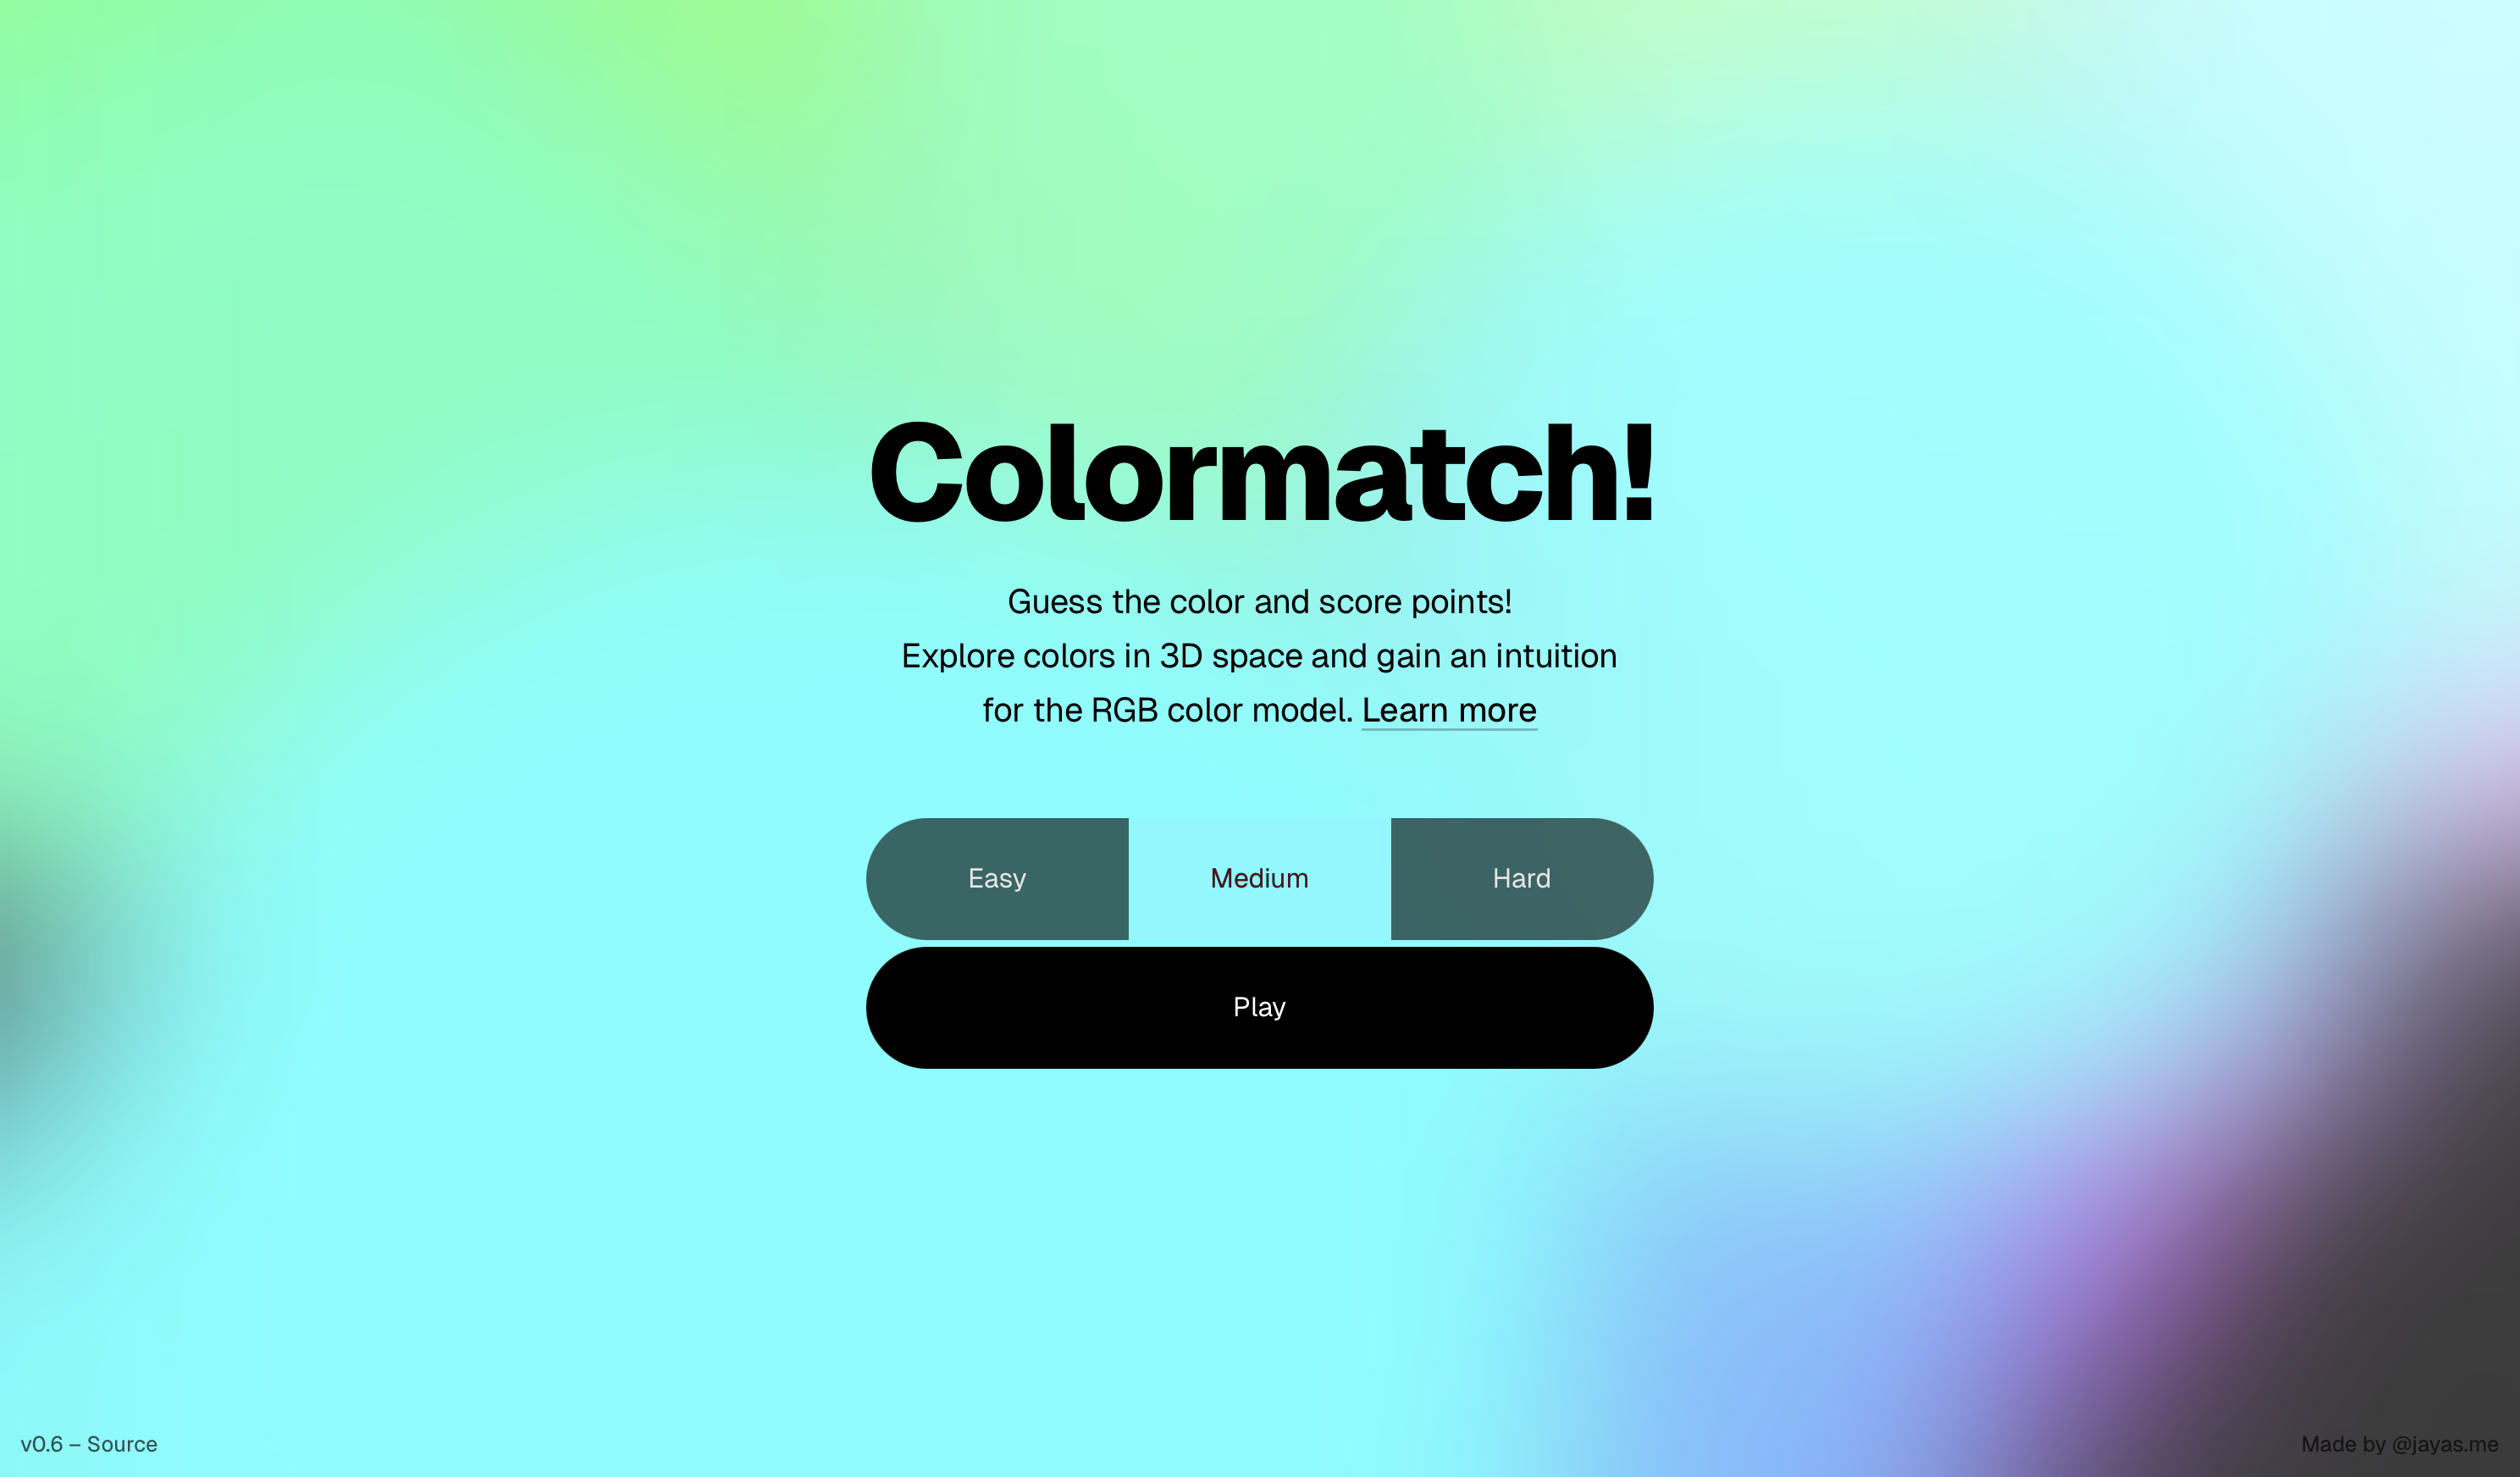 Colormatch!
Guess the color and score points!
Explore colors in 3D space and gain an intuition
for the RGB color model. Learn more
Easy
Medium
Hard
Play
v0.6 – Source
Made by @jayas.me